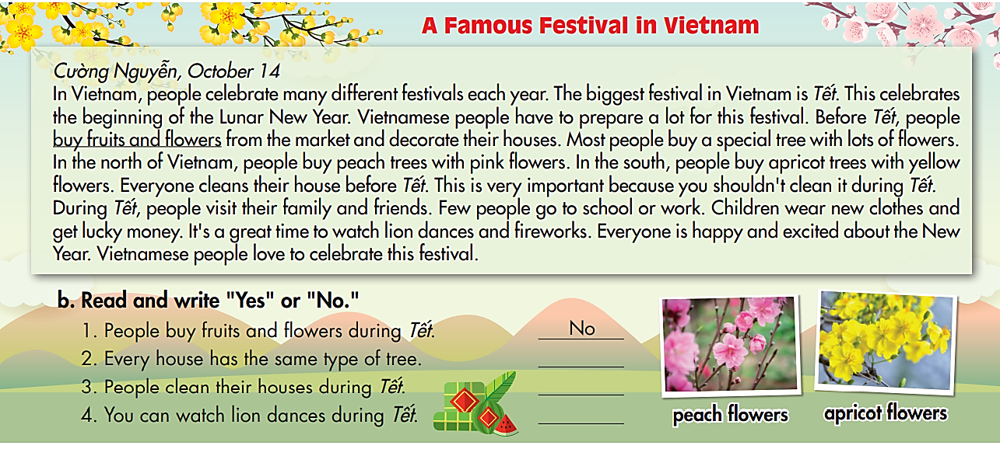 A Famous Festival in Vietnam
Cường Nguyễn, October 14
In Vietnam, people celebrate many different festivals each year. The biggest festival in Vietnam is Tết. This celebrates
the beginning of the Lunar New Year. Vietnamese people have to prepare a lot for this festival. Before Tết, people
buy fruits and flowers from the market and decorate their houses. Most people buy a special tree with lots of flowers.
In the north of Vietnam, people buy peach trees with pink flowers. In the south, people buy apricot trees with yellow
flowers. Everyone cleans their house before Tết. This is very important because you shouldn't clean it during Tết.
During Tết, people visit their family and friends. Few people go to school or work. Children wear new clothes and
get lucky money. It's a great time to watch lion dances and fireworks. Everyone is happy and excited about the New
Year. Vietnamese people love to celebrate this festival.
b. Read and write "Yes" or "No."
1. People buy fruits and flowers during Tết. No
2. Every house has the same type of tree.
3. People clean their houses during Tết.
4. You can watch lion dances during Tết.
peach flowers
apricot flowers